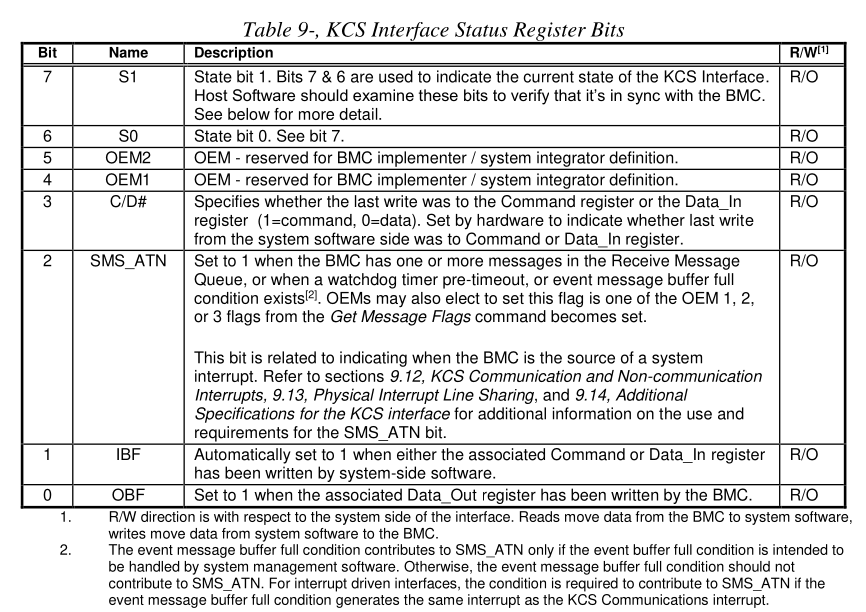 Table 9-, KCS Interface Status Register Bits
Bit Name Description R/W[1]
7 S1 State bit 1. Bits 7 & 6 are used to indicate the current state of the KCS Interface. R/O
Host Software should examine these bits to verify that it's in sync with the BMC.
See below for more detail.
6 S0 State bit 0. See bit 7. R/O
5 OEM2 OEM - reserved for BMC implementer / system integrator definition. R/O
4 OEM1 OEM - reserved for BMC implementer / system integrator definition. R/O
3 C/D# Specifies whether the last write was to the Command register or the Data_In R/O
register (1=command, 0=data). Set by hardware to indicate whether last write
from the system software side was to Command or Data_In register.
2 SMS_ATN Set to 1 when the BMC has one or more messages in the Receive Message R/O
Queue, or when a watchdog timer pre-timeout, or event message buffer full
condition exists[2]. OEMs may also elect to set this flag is one of the OEM 1, 2,
or 3 flags from the Get Message Flags command becomes set.
This bit is related to indicating when the BMC is the source of a system
interrupt. Refer to sections 9.12, KCS Communication and Non-communication
Interrupts, 9.13, Physical Interrupt Line Sharing, and 9.14, Additional
Specifications for the KCS interface for additional information on the use and
requirements for the SMS_ATN bit.
1 IBF Automatically set to 1 when either the associated Command or Data_In register R/O
has been written by system-side software.
0 OBF Set to 1 when the associated Data_Out register has been written by the BMC. R/O
1. R/W direction is with respect to the system side of the interface. Reads move data from the BMC to system software,
writes move data from system software to the BMC.
2. The event message buffer full condition contributes to SMS_ATN only if the event buffer full condition is intended to
be handled by system management software. Otherwise, the event message buffer full condition should not
contribute to SMS_ATN. For interrupt driven interfaces, the condition is required to contribute to SMS_ATN if the
event message buffer full condition generates the same interrupt as the KCS Communications interrupt.